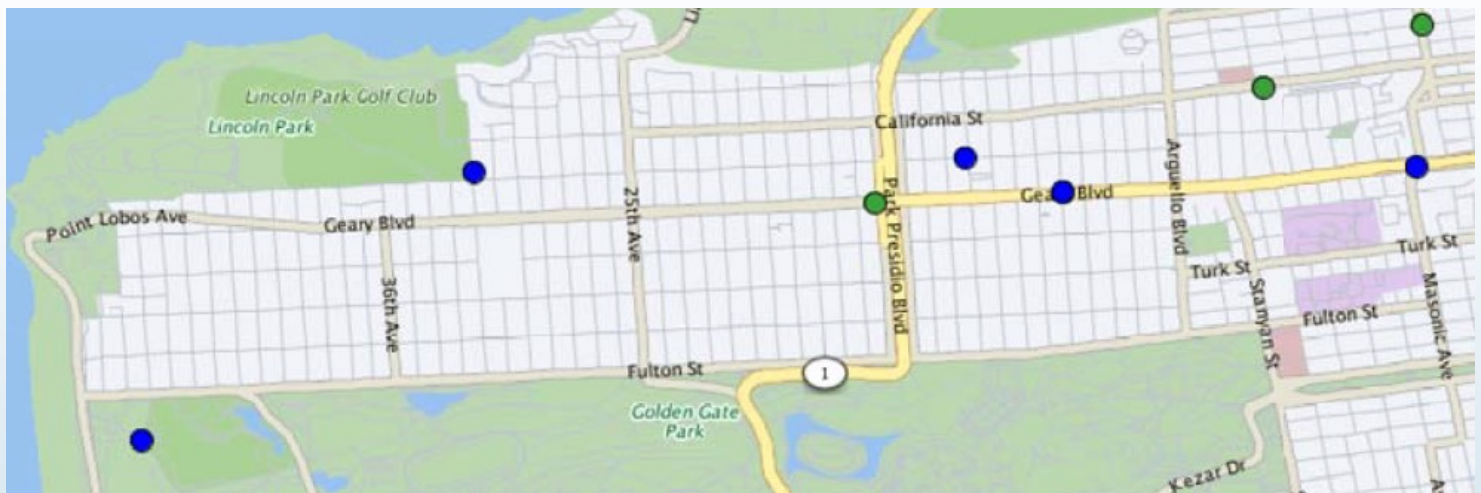 Lincoln Park Golf Club
Lincoln Park
California St
Point Lobos Ave
Geary Blvd
25th Ave
Park Presidio Blvd
Gea Blvd
Arguello Blvd
36th Ave
Turk St
Turk St
Stanyan St
Masonic Ave
Fulton St
Fulton St
1
Golden Gate
Park
Kezar Dr